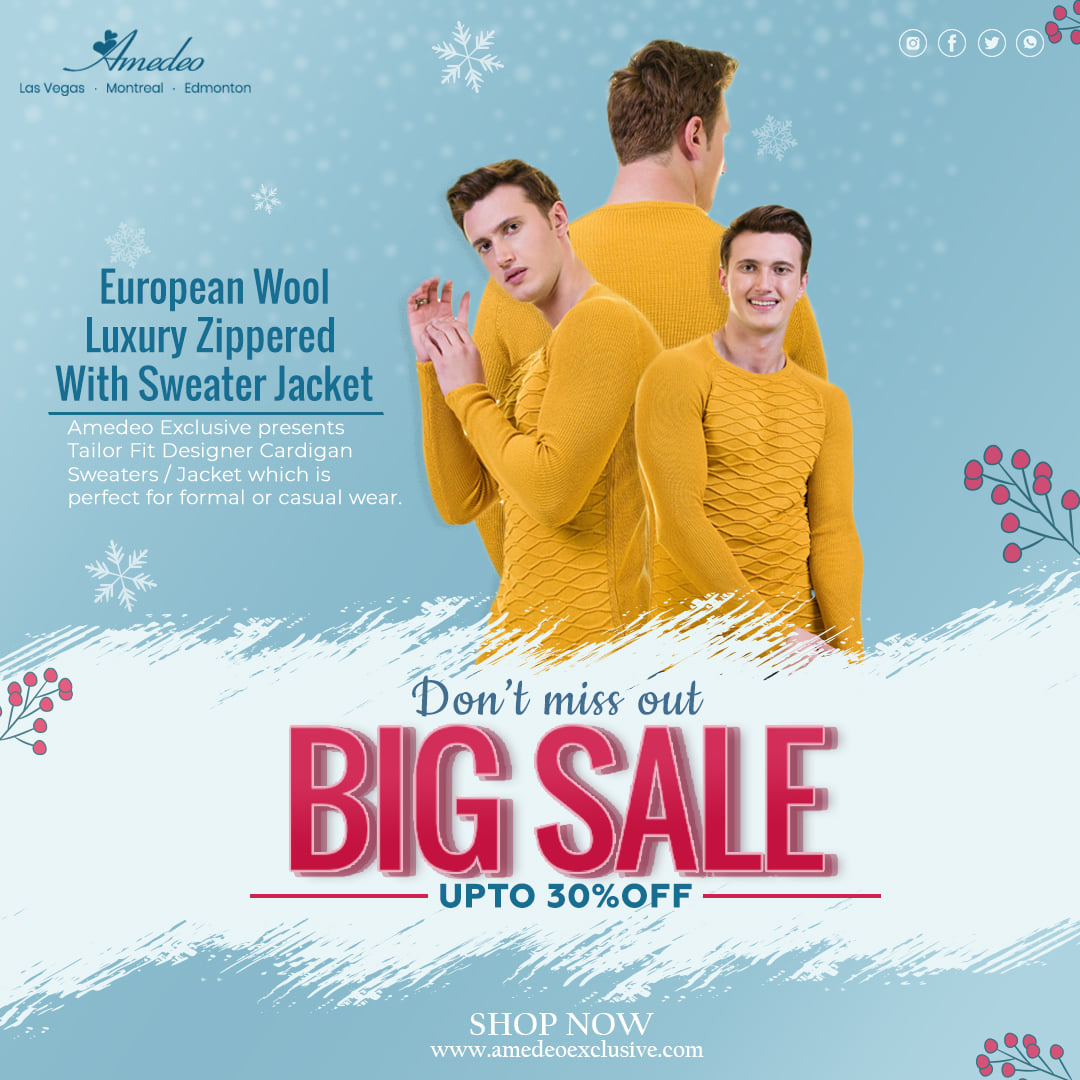 Amedeo
Las Vegas · Montreal · Edmonton
European Wool
Luxury Zippered
With Sweater Jacket
Amedeo Exclusive presents
Tailor Fit Designer Cardigan
Sweaters / Jacket which is
perfect for formal or casual wear.
Don't miss out
BIG SALE
UPTO 30%OFF
SHOP NOW
www.amedeoexclusive.com